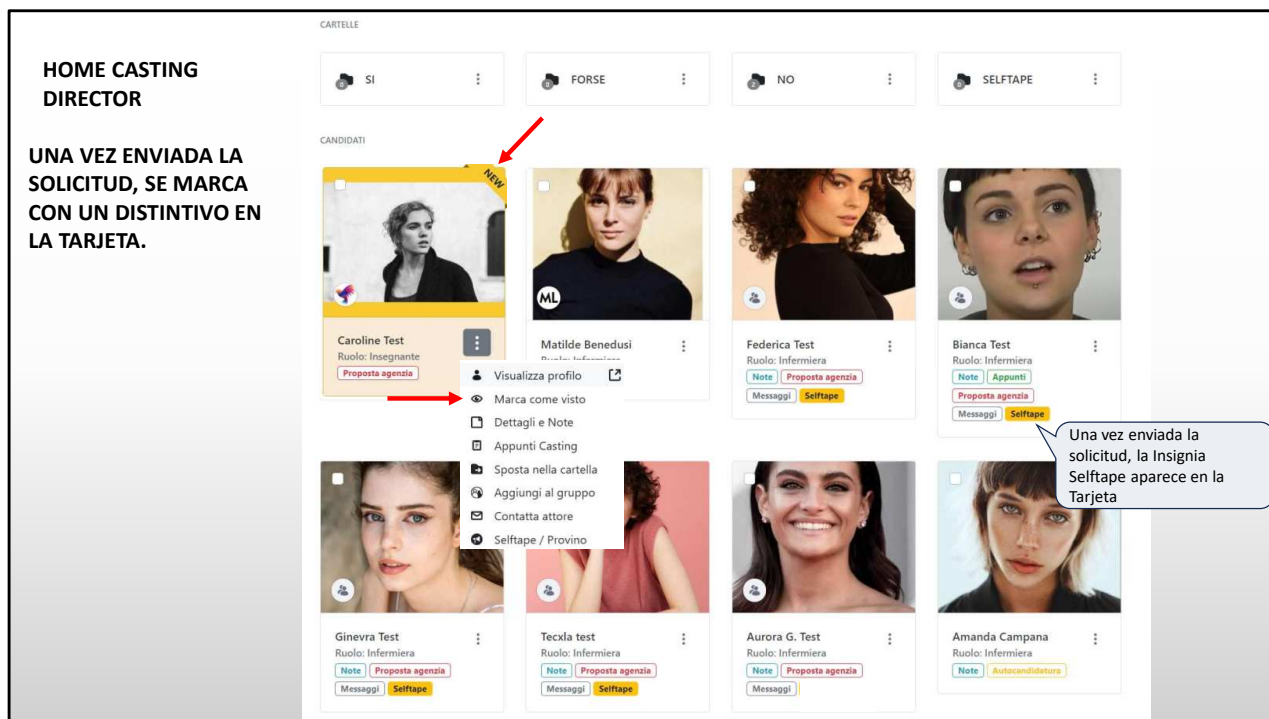 HOME CASTING
DIRECTOR
UNA VEZ ENVIADA LA
SOLICITUD, SE MARCA
CON UN DISTINTIVO EN
LA TARJETA.
CARTELLE
0 SI
0 FORSE
2 NO
0 SELFTAPE
CANDIDATI
NEW
ML
Caroline Test
Ruolo: Insegnante
Proposta agenzia
Matilde Benedusi
Ruolo: Infermiera
Federica Test
Ruolo: Infermiera
Note Proposta agenzia
Messaggi Selftape
Bianca Test
Ruolo: Infermiera
Note Appunti
Proposta agenzia
Messaggi Selftape
Visualizza profilo
Marca come visto
Dettagli e Note
Appunti Casting
Sposta nella cartella
Aggiungi al gruppo
Contatta attore
Selftape / Provino
Una vez enviada la
solicitud, la Insignia
Selftape aparece en la
Tarjeta
Ginevra Test
Ruolo: Infermiera
Note Proposta agenzia
Messaggi Selftape
Tecxla test
Ruolo: Infermiera
Note Proposta agenzia
Messaggi Selftape
Aurora G. Test
Ruolo: Infermiera
Note Proposta agenzia
Messaggi
Amanda Campana
Ruolo: Infermiera
Note Autocandidatura